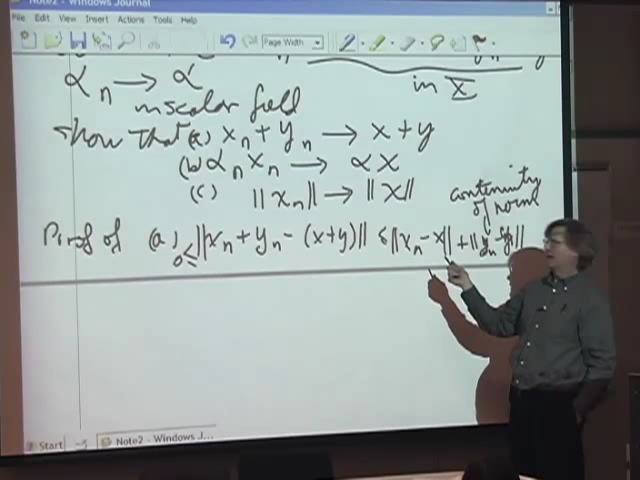 Note2 - Windows Journal
File Edit View Insert Actions Tools Help
Page Width
αn → α
in X
in scalar field
Show that (a) xn + yn → x + y
(b) αn xn → α x
(c) ||xn|| → ||x||
continuity of norm
Proof of (a) 0 ≤ ||xn + yn - (x+y)|| ≤ ||xn - x|| + ||yn - y||
Start
Note2 - Windows J...